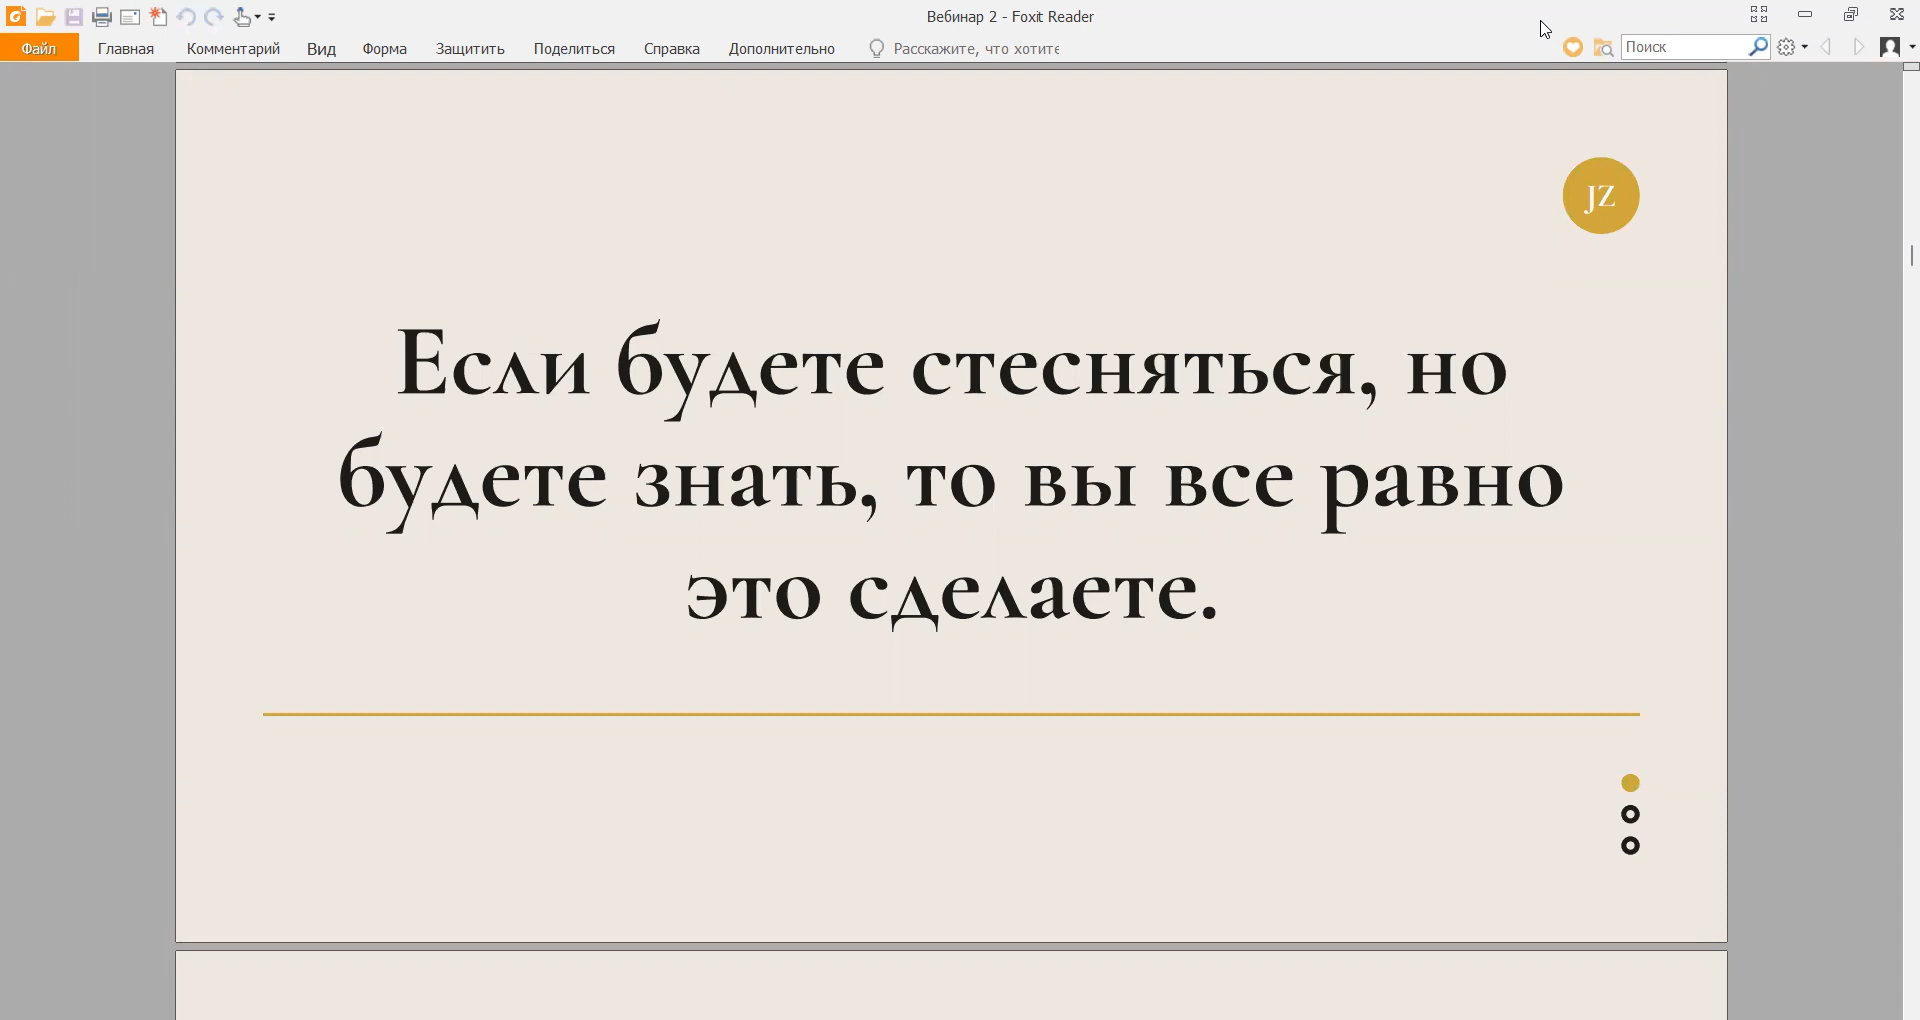 Вебинар 2 - Foxit Reader
Файл Главная Комментарий Вид Форма Защитить Поделиться Справка Дополнительно Расскажите, что хотите Поиск
JZ
Если будете стесняться, но
будете знать, то вы все равно
это сделаете.